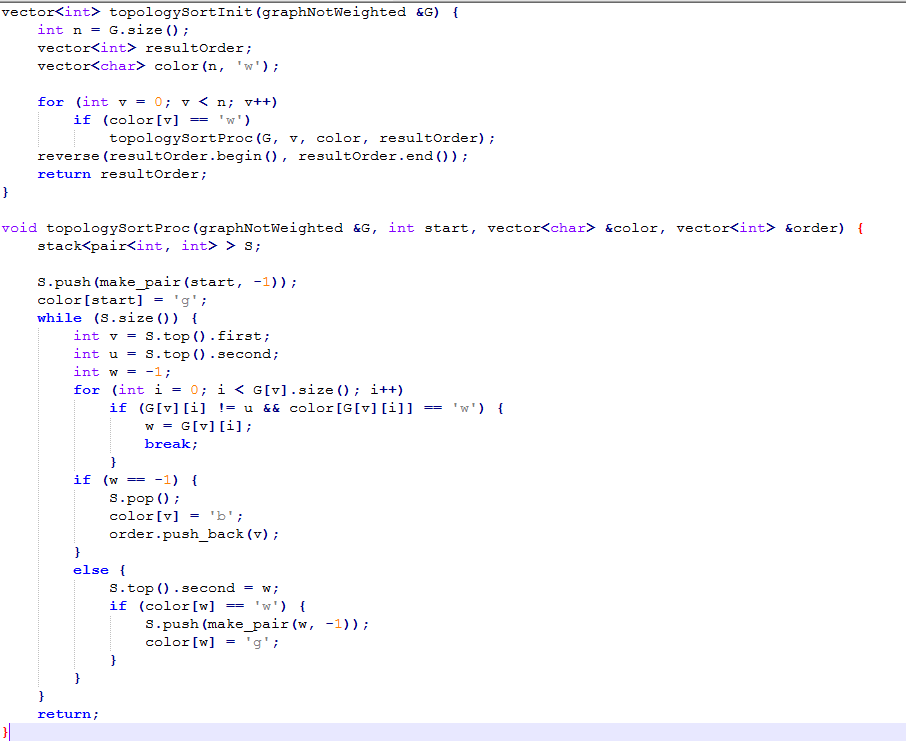 vector<int> topologySortInit(graphNotWeighted &G) {
    int n = G.size();
    vector<int> resultOrder;
    vector<char> color(n, 'w');

    for (int v = 0; v < n; v++)
        if (color[v] == 'w')
            topologySortProc(G, v, color, resultOrder);
    reverse(resultOrder.begin(), resultOrder.end());
    return resultOrder;
}

void topologySortProc(graphNotWeighted &G, int start, vector<char> &color, vector<int> &order) {
    stack<pair<int, int> > S;

    S.push(make_pair(start, -1));
    color[start] = 'g';
    while (S.size()) {
        int v = S.top().first;
        int u = S.top().second;
        int w = -1;
        for (int i = 0; i < G[v].size(); i++)
            if (G[v][i] != u && color[G[v][i]] == 'w') {
                w = G[v][i];
                break;
            }
        if (w == -1) {
            S.pop();
            color[v] = 'b';
            order.push_back(v);
        }
        else {
            S.top().second = w;
            if (color[w] == 'w') {
                S.push(make_pair(w, -1));
                color[w] = 'g';
            }
        }
    }
    return;
}